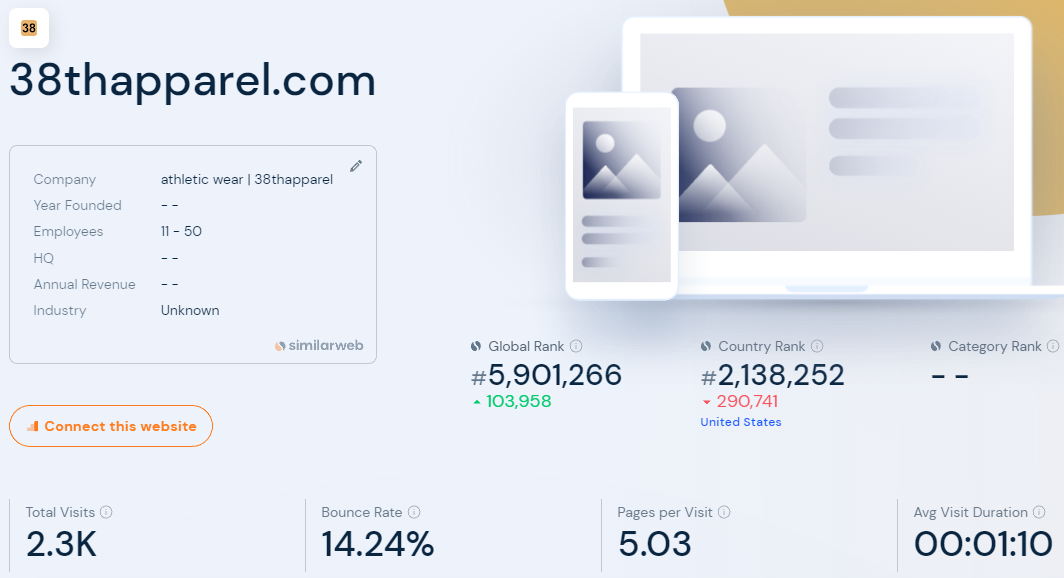 38
38thapparel.com
Company athletic wear | 38thapparel
Year Founded - -
Employees 11 - 50
HQ - -
Annual Revenue - -
Industry Unknown
similarweb
Connect this website
Global Rank
#5,901,266
103,958
Country Rank
#2,138,252
290,741
United States
Category Rank
- -
Total Visits
2.3K
Bounce Rate
14.24%
Pages per Visit
5.03
Avg Visit Duration
00:01:10